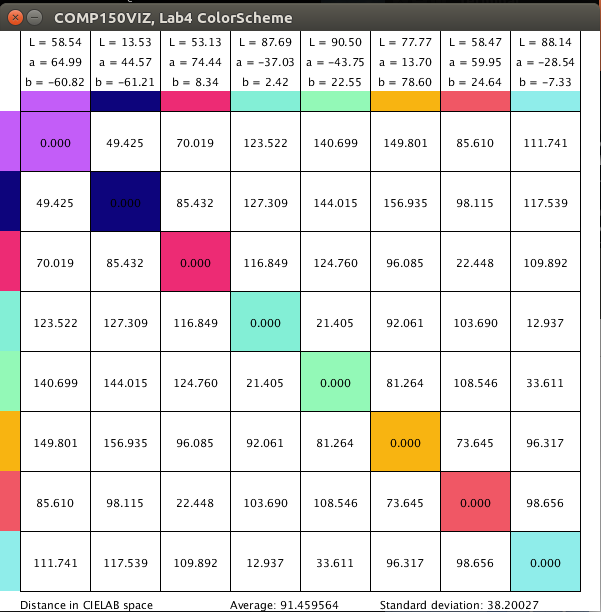 COMP150VIZ, Lab4 ColorScheme
L = 58.54 L = 13.53 L = 53.13 L = 87.69 L = 90.50 L = 77.77 L = 58.47 L = 88.14
a = 64.99 a = 44.57 a = 74.44 a = -37.03 a = -43.75 a = 13.70 a = 59.95 a = -28.54
b = -60.82 b = -61.21 b = 8.34 b = 2.42 b = 22.55 b = 78.60 b = 24.64 b = -7.33
0.000 49.425 70.019 123.522 140.699 149.801 85.610 111.741
49.425 0.000 85.432 127.309 144.015 156.935 98.115 117.539
70.019 85.432 0.000 116.849 124.760 96.085 22.448 109.892
123.522 127.309 116.849 0.000 21.405 92.061 103.690 12.937
140.699 144.015 124.760 21.405 0.000 81.264 108.546 33.611
149.801 156.935 96.085 92.061 81.264 0.000 73.645 96.317
85.610 98.115 22.448 103.690 108.546 73.645 0.000 98.656
111.741 117.539 109.892 12.937 33.611 96.317 98.656 0.000
Distance in CIELAB space Average: 91.459564 Standard deviation: 38.20027